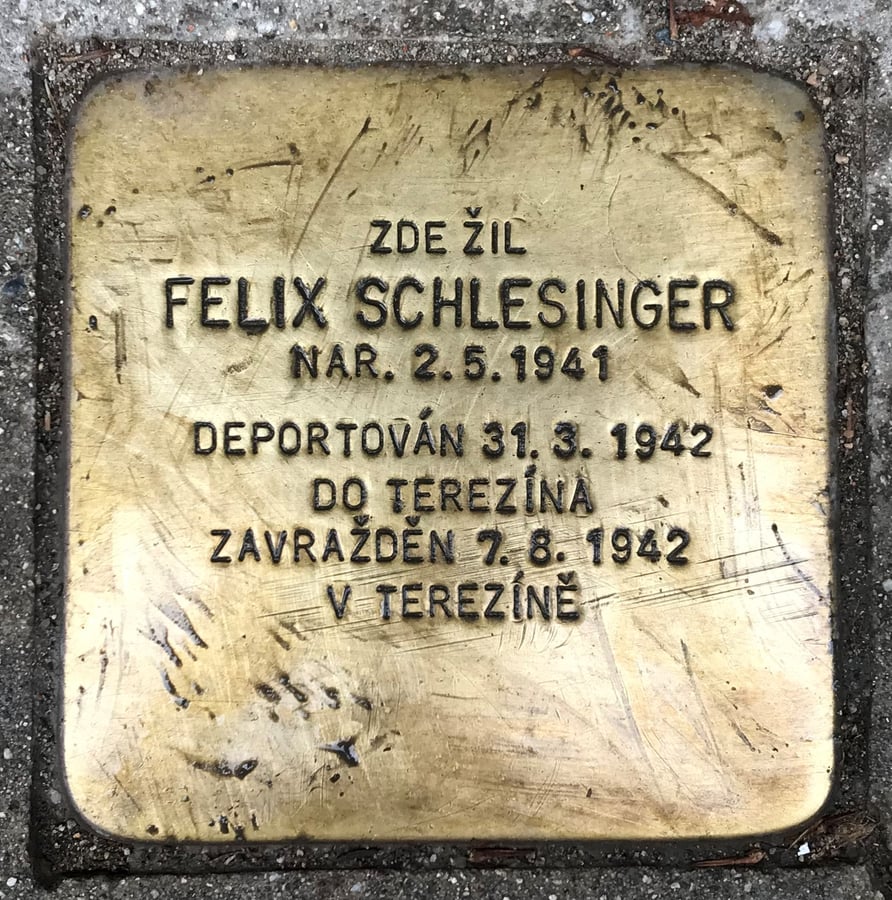 ZDE ŽIL
FELIX SCHLESINGER
NAR. 2.5.1941
DEPORTOVÁN 31.3.1942
DO TEREZÍNA
ZAVRAŽDĚN 7.8.1942
V TEREZÍNĚ